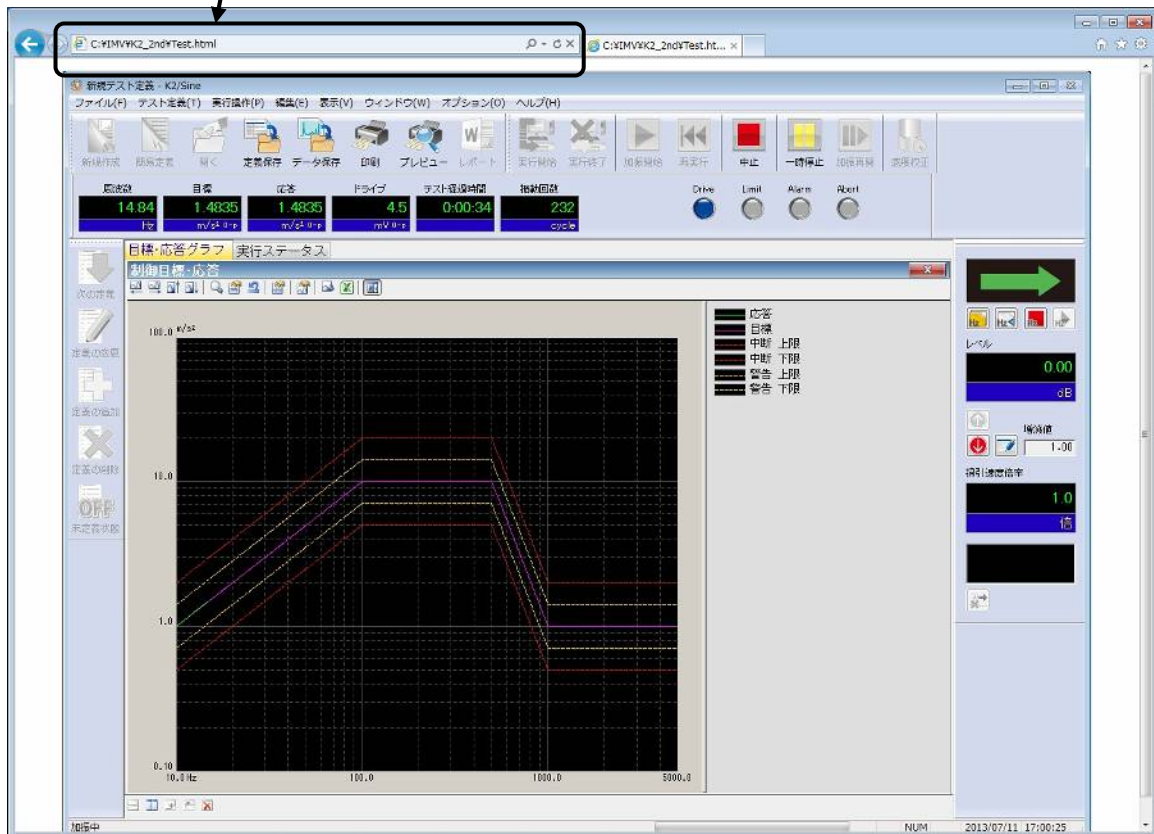 C:¥IMV¥K2_2nd¥Test.html
C:¥IMV¥K2_2nd¥Test.ht...
新規テスト定義 - K2/Sine
ファイル(F) テスト定義(T) 実行操作(P) 編集(E) 表示(V) ウィンドウ(W) オプション(O) ヘルプ(H)
新規作成 簡易定義 開く 定義保存 データ保存 印刷 プレビュー レポート 実行開始 実行終了 加振開始 再実行 中止 一時停止 加振再開
周波数 目標 応答 ドライブ テスト経過時間 振動回数 Drive Limit Alarm Abort
14.84 1.4835 1.4835 4.5 0:00:34 232
Hz m/s² 0-p m/s² 0-p mV 0-p cycle
目標・応答グラフ 実行ステータス
制御目標・応答
次の定義
定義の変更
定義の追加
定義の削除
OFF
未定義状態
100.0 m/s²
10.0
1.0
0.10
10.0 Hz 100.0 1000.0 5000.0
応答
目標
中断 上限
中断 下限
警告 上限
警告 下限
レベル
0.00
dB
増減値
1.00
掃引速度倍率
1.0
倍
加振中 NUM 2013/07/11 17:00:25